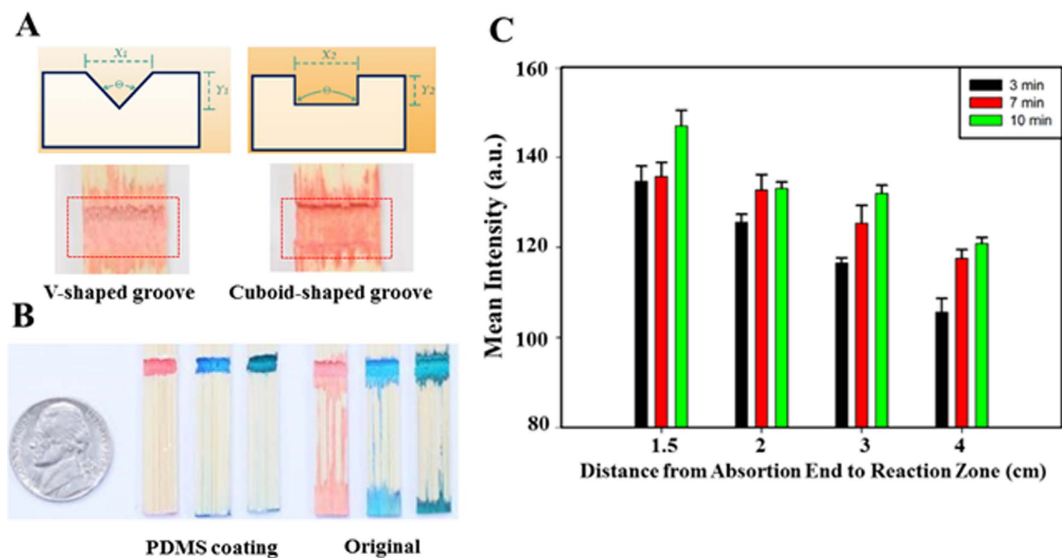 A
X1
Θ
Y1
X2
Θ
Y2
V-shaped groove
Cuboid-shaped groove
B
PDMS coating
Original
C
160
140
120
100
80
Mean Intensity (a.u.)
3 min
7 min
10 min
1.5
2
3
4
Distance from Absortion End to Reaction Zone (cm)